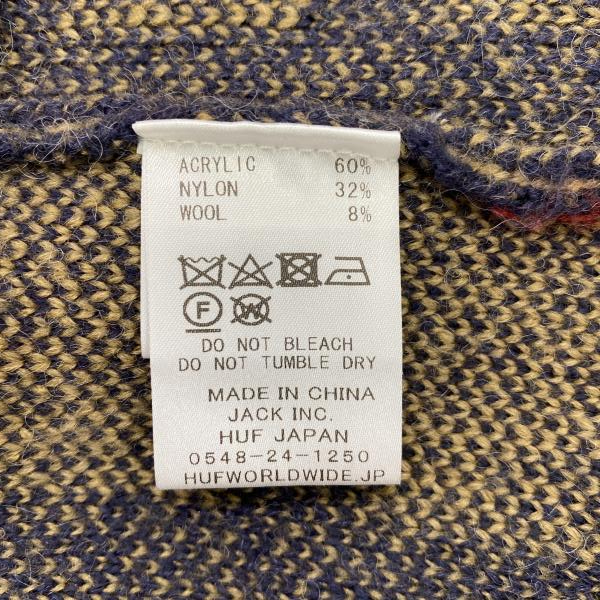 ACRYLIC 60%
NYLON 32%
WOOL 8%
F W
DO NOT BLEACH
DO NOT TUMBLE DRY
MADE IN CHINA
JACK INC.
HUF JAPAN
0548-24-1250
HUFWORLDWIDE.JP